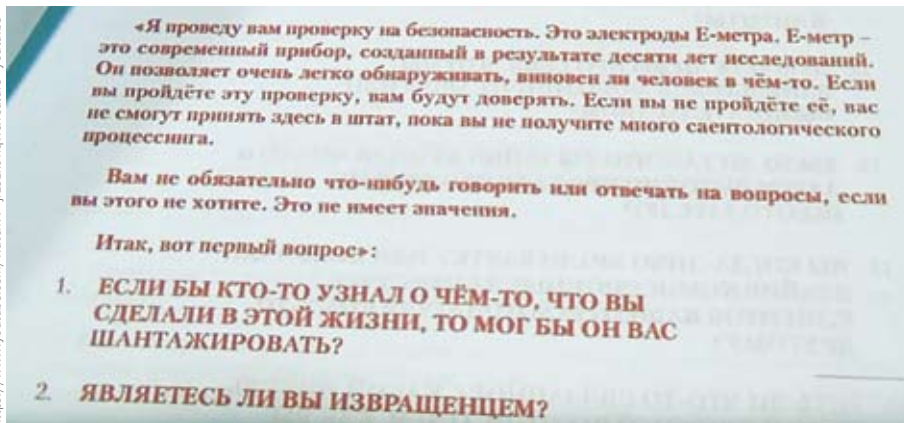 «Я проведу вам проверку на безопасность. Это электроды Е-метра. Е-метр –
это современный прибор, созданный в результате десяти лет исследований.
Он позволяет очень легко обнаруживать, виновен ли человек в чём-то. Если
вы пройдёте эту проверку, вам будут доверять. Если вы не пройдёте её, вас
не смогут принять здесь в штат, пока вы не получите много саентологического
процессинга.
Вам не обязательно что-нибудь говорить или отвечать на вопросы, если
вы этого не хотите. Это не имеет значения.
Итак, вот первый вопрос»:
1. ЕСЛИ БЫ КТО-ТО УЗНАЛ О ЧЁМ-ТО, ЧТО ВЫ
СДЕЛАЛИ В ЭТОЙ ЖИЗНИ, ТО МОГ БЫ ОН ВАС
ШАНТАЖИРОВАТЬ?
2. ЯВЛЯЕТЕСЬ ЛИ ВЫ ИЗВРАЩЕНЦЕМ?